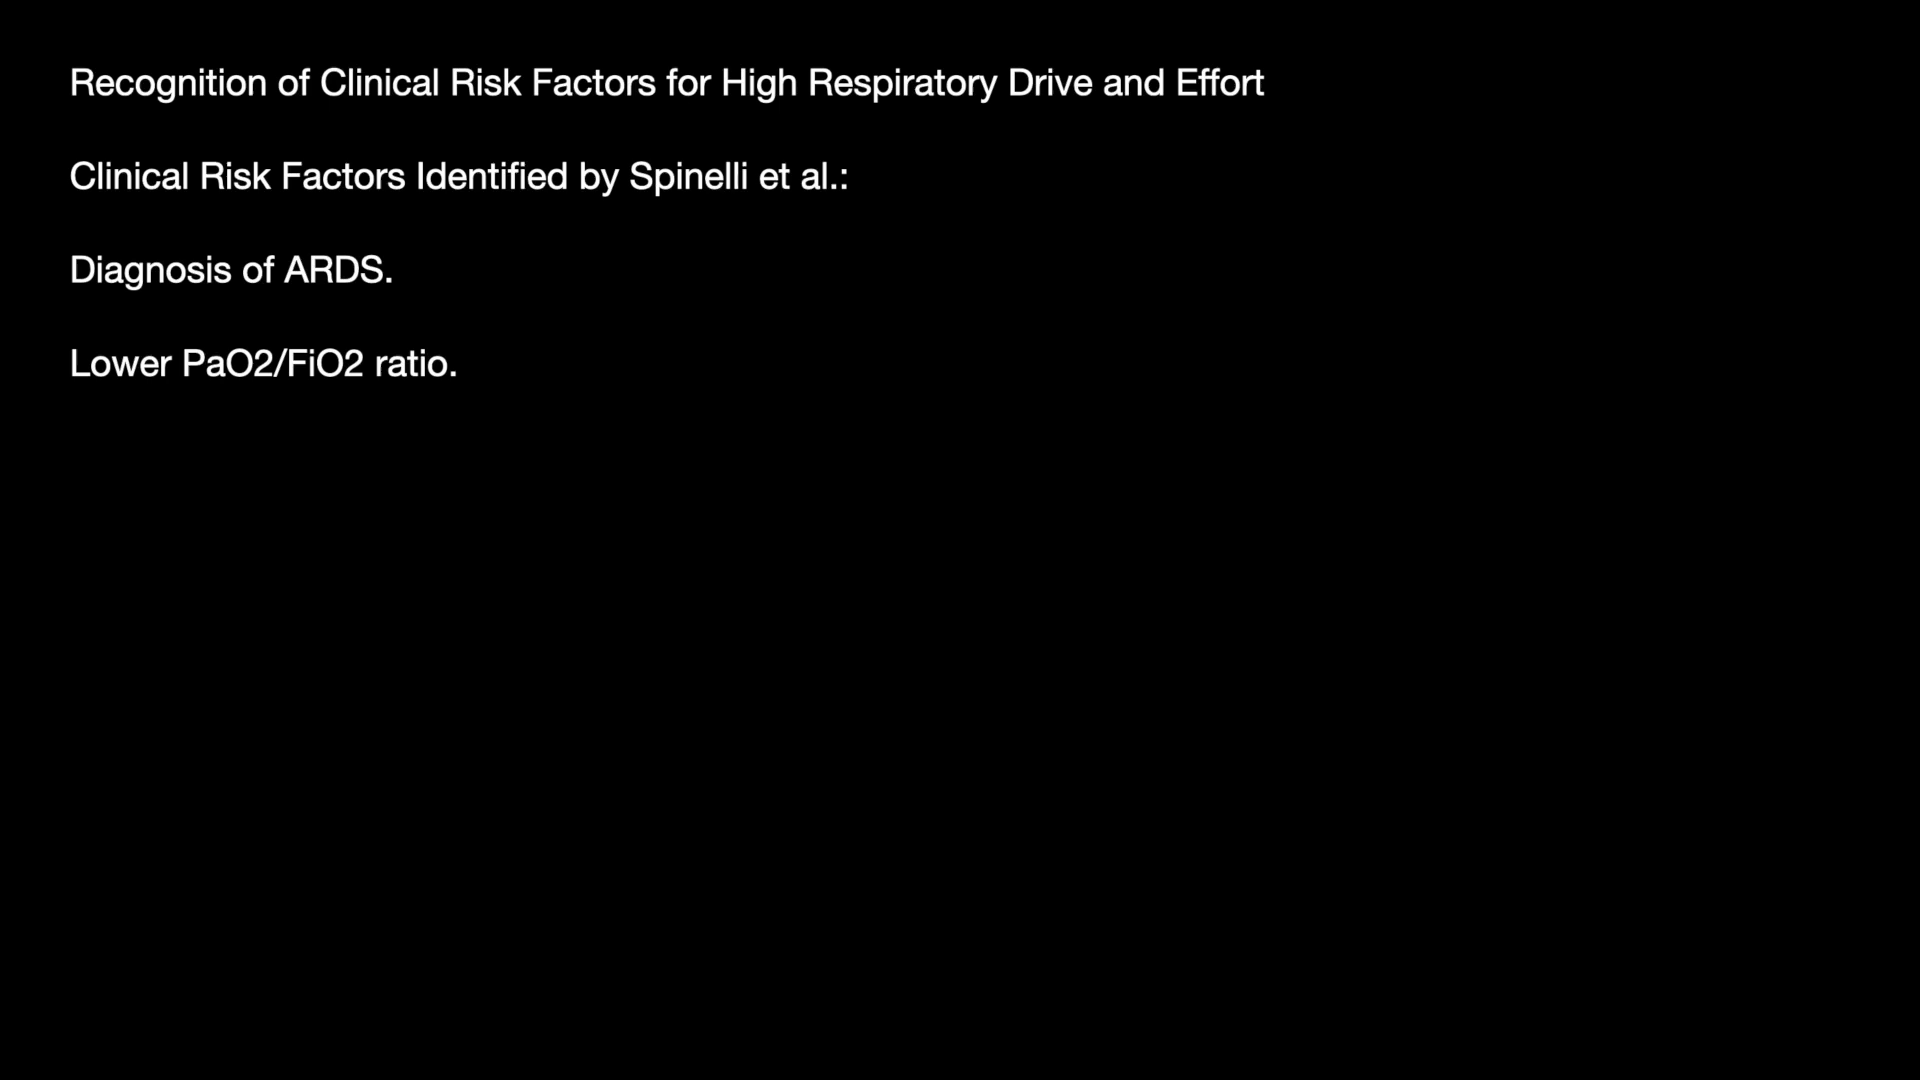 Recognition of Clinical Risk Factors for High Respiratory Drive and Effort
Clinical Risk Factors Identified by Spinelli et al.:
Diagnosis of ARDS.
Lower PaO2/FiO2 ratio.